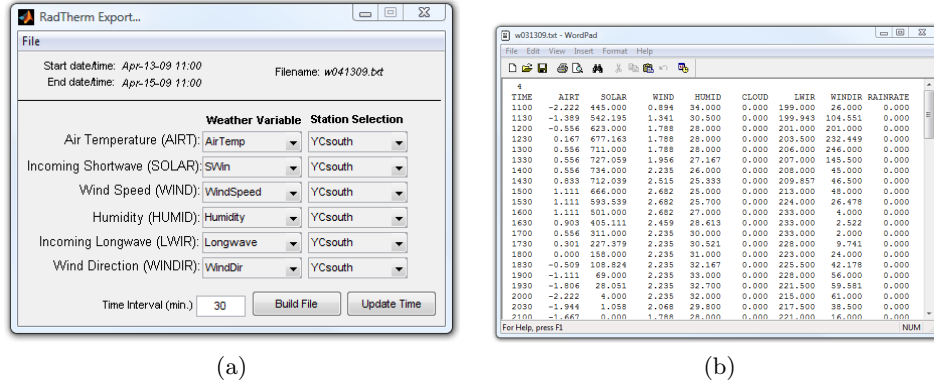 RadTherm Export...
File
Start date/time: Apr-13-09 11:00
End date/time: Apr-15-09 11:00
Filename: w041309.txt
Weather Variable Station Selection
Air Temperature (AIRT): AirTemp YCsouth
Incoming Shortwave (SOLAR): SWin YCsouth
Wind Speed (WIND): WindSpeed YCsouth
Humidity (HUMID): Humidity YCsouth
Incoming Longwave (LWIR): Longwave YCsouth
Wind Direction (WINDIR): WindDir YCsouth
Time Interval (min.) 30 Build File Update Time
(a)
w031309.txt - WordPad
File Edit View Insert Format Help
4
TIME AIRT SOLAR WIND HUMID CLOUD LWIR WINDIR RAINRATE
1100 -2.222 445.000 0.894 34.000 0.000 199.000 26.000 0.000
1130 -1.389 542.195 1.341 30.500 0.000 199.943 104.551 0.000
1200 -0.556 623.000 1.788 28.000 0.000 201.000 201.000 0.000
1230 0.167 677.163 1.788 28.000 0.000 203.500 232.449 0.000
1300 0.556 711.000 1.788 28.000 0.000 206.000 246.000 0.000
1330 0.556 727.059 1.956 27.167 0.000 207.000 145.500 0.000
1400 0.556 734.000 2.235 26.000 0.000 208.000 45.000 0.000
1430 0.833 712.039 2.515 25.333 0.000 209.857 46.500 0.000
1500 1.111 666.000 2.682 25.000 0.000 213.000 48.000 0.000
1530 1.111 593.539 2.682 25.700 0.000 224.000 26.478 0.000
1600 1.111 501.000 2.682 27.000 0.000 233.000 4.000 0.000
1630 0.903 405.111 2.459 28.613 0.000 233.000 2.522 0.000
1700 0.556 311.000 2.235 30.000 0.000 233.000 2.000 0.000
1730 0.301 227.379 2.235 30.521 0.000 228.000 9.741 0.000
1800 0.000 158.000 2.235 31.000 0.000 223.000 24.000 0.000
1830 -0.509 108.824 2.235 32.167 0.000 225.500 42.178 0.000
1900 -1.111 69.000 2.235 33.000 0.000 228.000 56.000 0.000
1930 -1.806 28.051 2.235 32.700 0.000 221.500 59.581 0.000
2000 -2.222 4.000 2.235 32.000 0.000 215.000 61.000 0.000
2030 -1.944 1.058 2.068 29.800 0.000 217.500 38.500 0.000
2100 -1.667 0.000 1.788 28.000 0.000 221.000 16.000 0.000
For Help, press F1 NUM
(b)